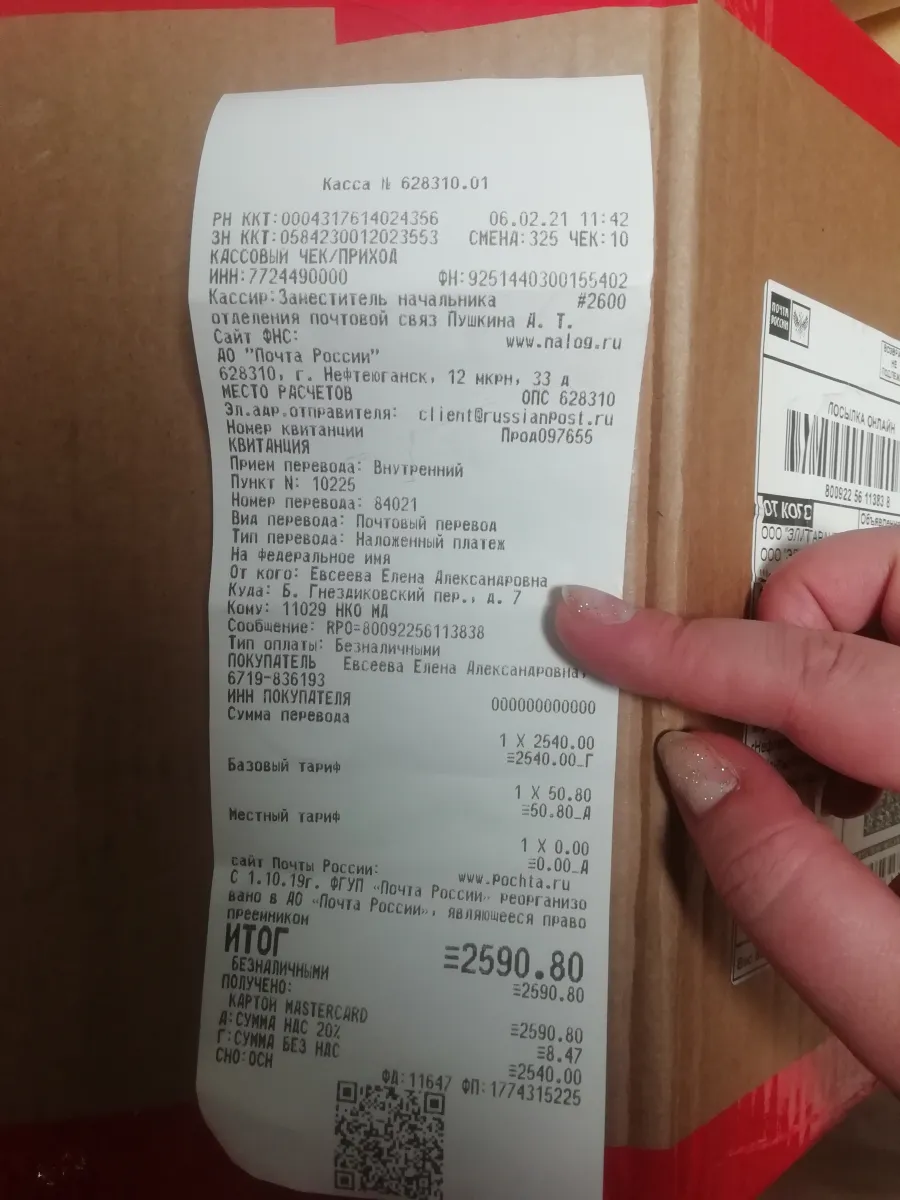 Касса № 628310.01
РН ККТ:0004317614024356 06.02.21 11:42
ЗН ККТ:0584230012023553 СМЕНА:325 ЧЕК:10
КАССОВЫЙ ЧЕК/ПРИХОД
ИНН:7724490000 ФН:9251440300155402
Кассир:Заместитель начальника #2600
отделения почтовой связ Пушкина А. Т.
Сайт ФНС: www.nalog.ru
АО "Почта России"
628310, г. Нефтеюганск, 12 мкрн, 33 д
МЕСТО РАСЧЕТОВ ОПС 628310
Эл.адр.отправителя: client@russianpost.ru
Номер квитанции Прод097655
КВИТАНЦИЯ
Прием перевода: Внутренний
Пункт N: 10225
Номер перевода: 84021
Вид перевода: Почтовый перевод
Тип перевода: Наложенный платеж
На федеральное имя
От кого: Евсеева Елена Александровна
Куда: Б. Гнездиковский пер., д. 7
Кому: 11029 НКО МД
Сообщение: RPO=80092256113838
Тип оплаты: Безналичными
ПОКУПАТЕЛЬ Евсеева Елена Александровна,
6719-836193
ИНН ПОКУПАТЕЛЯ 000000000000
Сумма перевода
1 X 2540.00
≡2540.00_Г
Базовый тариф
1 X 50.80
≡50.80_А
Местный тариф
1 X 0.00
≡0.00_А
сайт Почты России: www.pochta.ru
С 1.10.19г. ФГУП «Почта России» реорганизо
вано в АО «Почта России», являющееся право
преемником
ИТОГ ≡2590.80
БЕЗНАЛИЧНЫМИ ≡2590.80
ПОЛУЧЕНО:
КАРТОЙ MASTERCARD ≡2590.80
А:СУММА НДС 20% ≡8.47
Г:СУММА БЕЗ НДС ≡2540.00
СНО:ОСН
ФД:11647 ФП:1774315225
ПОЧТА
РОССИИ
ПОСЫЛКА ОНЛАЙН
800922 56 11383 8
ОТ КОГО
ООО
ООО